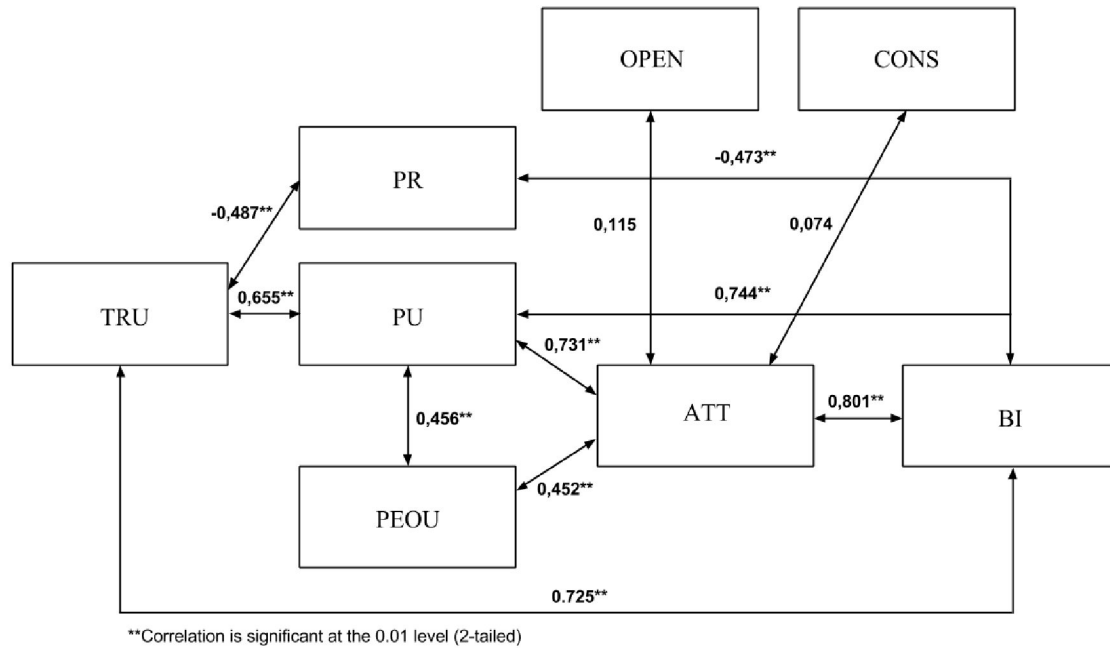 OPEN
CONS
PR
-0,473**
-0,487**
0,115
0,074
TRU
0,655**
PU
0,744**
0,731**
0,456**
ATT
0,801**
BI
PEOU
0,452**
0.725**
**Correlation is significant at the 0.01 level (2-tailed)